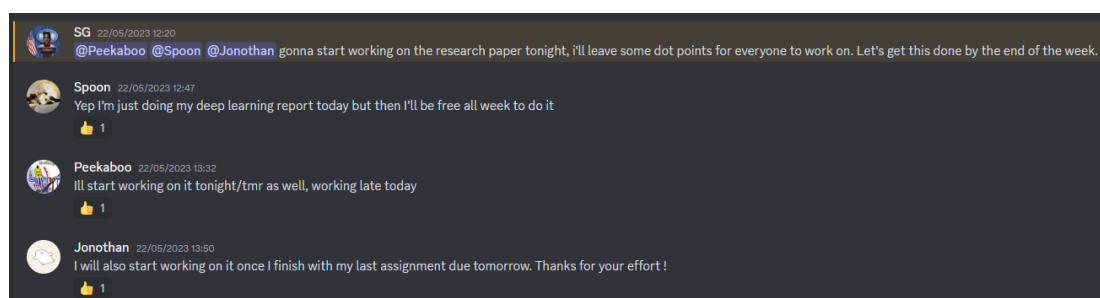 SG 22/05/2023 12:20
@Peekaboo @Spoon @Jonothan gonna start working on the research paper tonight, i'll leave some dot points for everyone to work on. Let's get this done by the end of the week.
Spoon 22/05/2023 12:47
Yep I'm just doing my deep learning report today but then I'll be free all week to do it
👍 1
Peekaboo 22/05/2023 13:32
Ill start working on it tonight/tmr as well, working late today
👍 1
Jonothan 22/05/2023 13:50
I will also start working on it once I finish with my last assignment due tomorrow. Thanks for your effort !
👍 1